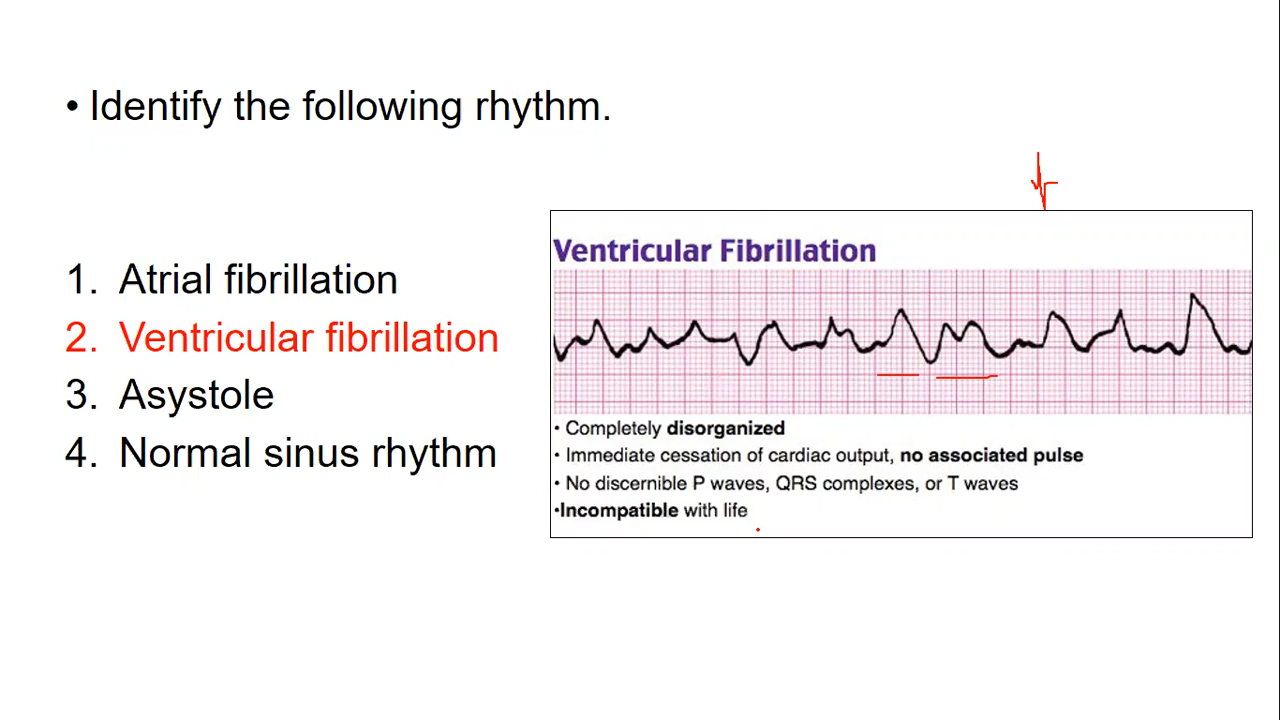 • Identify the following rhythm.
1. Atrial fibrillation
2. Ventricular fibrillation
3. Asystole
4. Normal sinus rhythm
Ventricular Fibrillation
• Completely disorganized
• Immediate cessation of cardiac output, no associated pulse
• No discernible P waves, QRS complexes, or T waves
•Incompatible with life